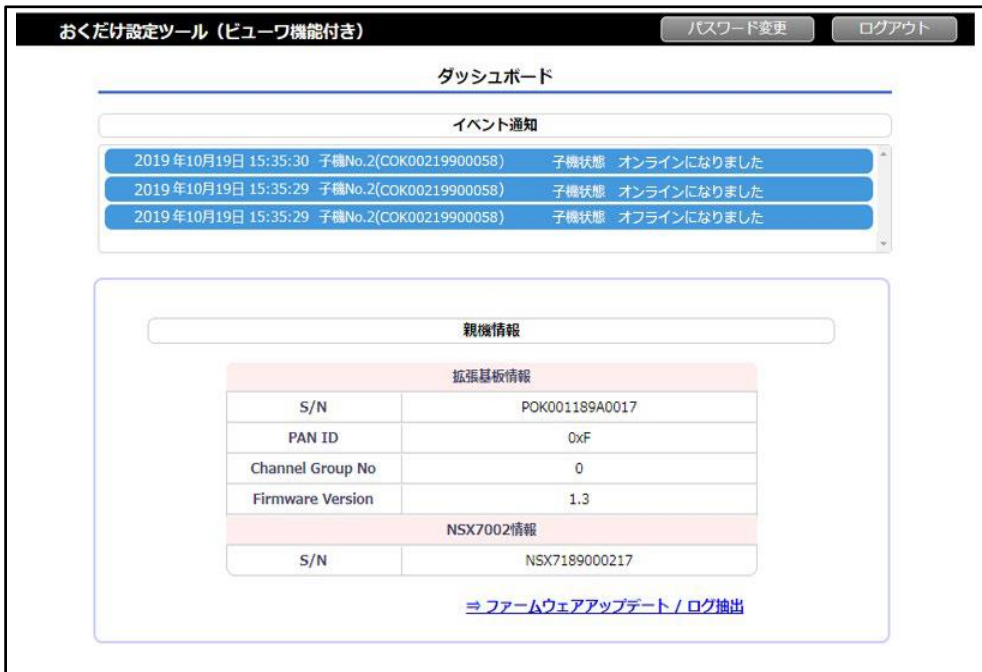 おくだけ設定ツール（ビューワ機能付き） パスワード変更 ログアウト
ダッシュボード
イベント通知
2019年10月19日 15:35:30 子機No.2(COK00219900058) 子機状態 オンラインになりました
2019年10月19日 15:35:29 子機No.2(COK00219900058) 子機状態 オンラインになりました
2019年10月19日 15:35:29 子機No.2(COK00219900058) 子機状態 オフラインになりました
親機情報
拡張基板情報
S/N POK001189A0017
PAN ID 0xF
Channel Group No 0
Firmware Version 1.3
NSX7002情報
S/N NSX7189000217
⇒ ファームウェアアップデート / ログ抽出